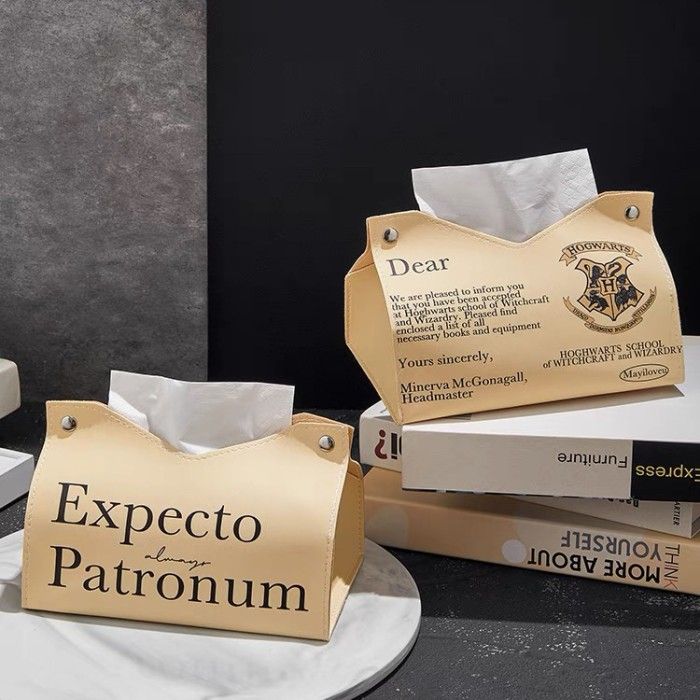 Expecto
always
Patronum
Dear
We are pleased to inform you
that you have been accepted
at Hoghwarts school of Witchcraft
and Wizardry. Pleased find
enclosed a list of all
necessary books and equipment
Yours sincerely,
Minerva McGonagall,
Headmaster
HOGWARTS
H
HOGHWARTS SCHOOL
of WITCHCRAFT and WIZARDRY
Mayiloveu
Furniture
Express
THINK
MORE ABOUT
YOURSELF